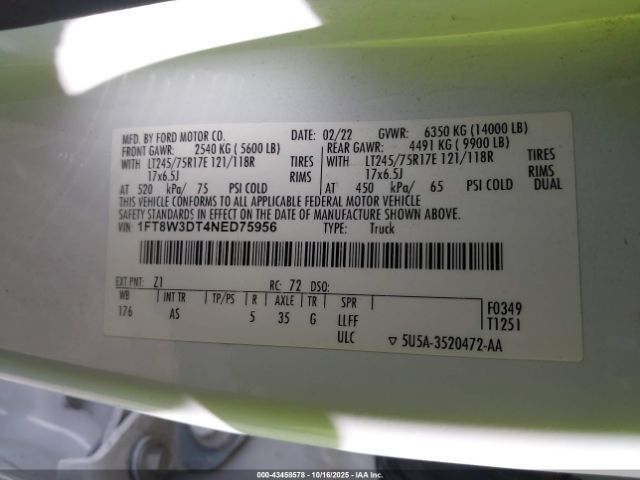 MFD. BY FORD MOTOR CO. DATE: 02/22 GVWR: 6350 KG (14000 LB)
FRONT GAWR: 2540 KG (5600 LB) REAR GAWR: 4491 KG (9900 LB)
WITH LT245/75R17E 121/118R TIRES WITH LT245/75R17E 121/118R TIRES
17x6.5J RIMS 17x6.5J RIMS
AT 520 kPa/ 75 PSI COLD AT 450 kPa/ 65 PSI COLD DUAL
THIS VEHICLE CONFORMS TO ALL APPLICABLE FEDERAL MOTOR VEHICLE
SAFETY STANDARDS IN EFFECT ON THE DATE OF MANUFACTURE SHOWN ABOVE.
VIN: 1FT8W3DT4NED75956 TYPE: Truck
EXT PNT: Z1 RC: 72 DSO:
WB INT TR TP/PS R AXLE TR SPR F0349
176 AS 5 35 G LLFF T1251
ULC 5U5A-3520472-AA
000-43458578 - 10/16/2025 - IAAI.COM